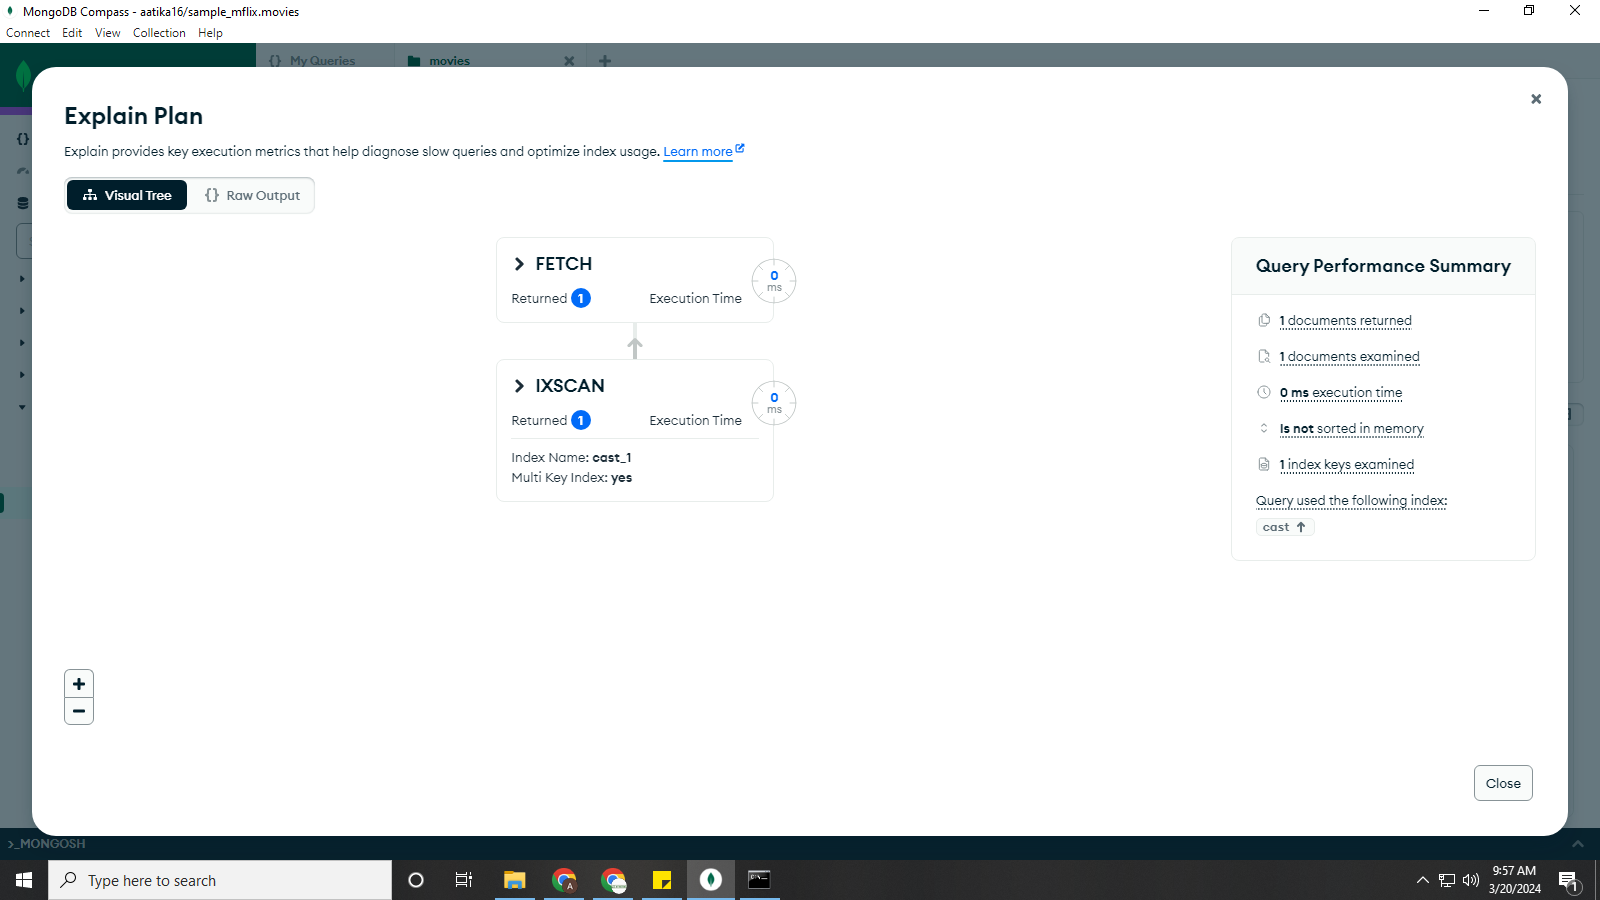 MongoDB Compass - aatika16/sample_mflix.movies
Connect Edit View Collection Help
{} My Queries movies
Explain Plan
Explain provides key execution metrics that help diagnose slow queries and optimize index usage. Learn more
Visual Tree {} Raw Output
FETCH
0
ms
Returned 1 Execution Time
IXSCAN
0
ms
Returned 1 Execution Time
Index Name: cast_1
Multi Key Index: yes
Query Performance Summary
1 documents returned
1 documents examined
0 ms execution time
Is not sorted in memory
1 index keys examined
Query used the following index:
cast ↑
+
−
Close
>_MONGOSH
Type here to search
A
9:57 AM
3/20/2024
1